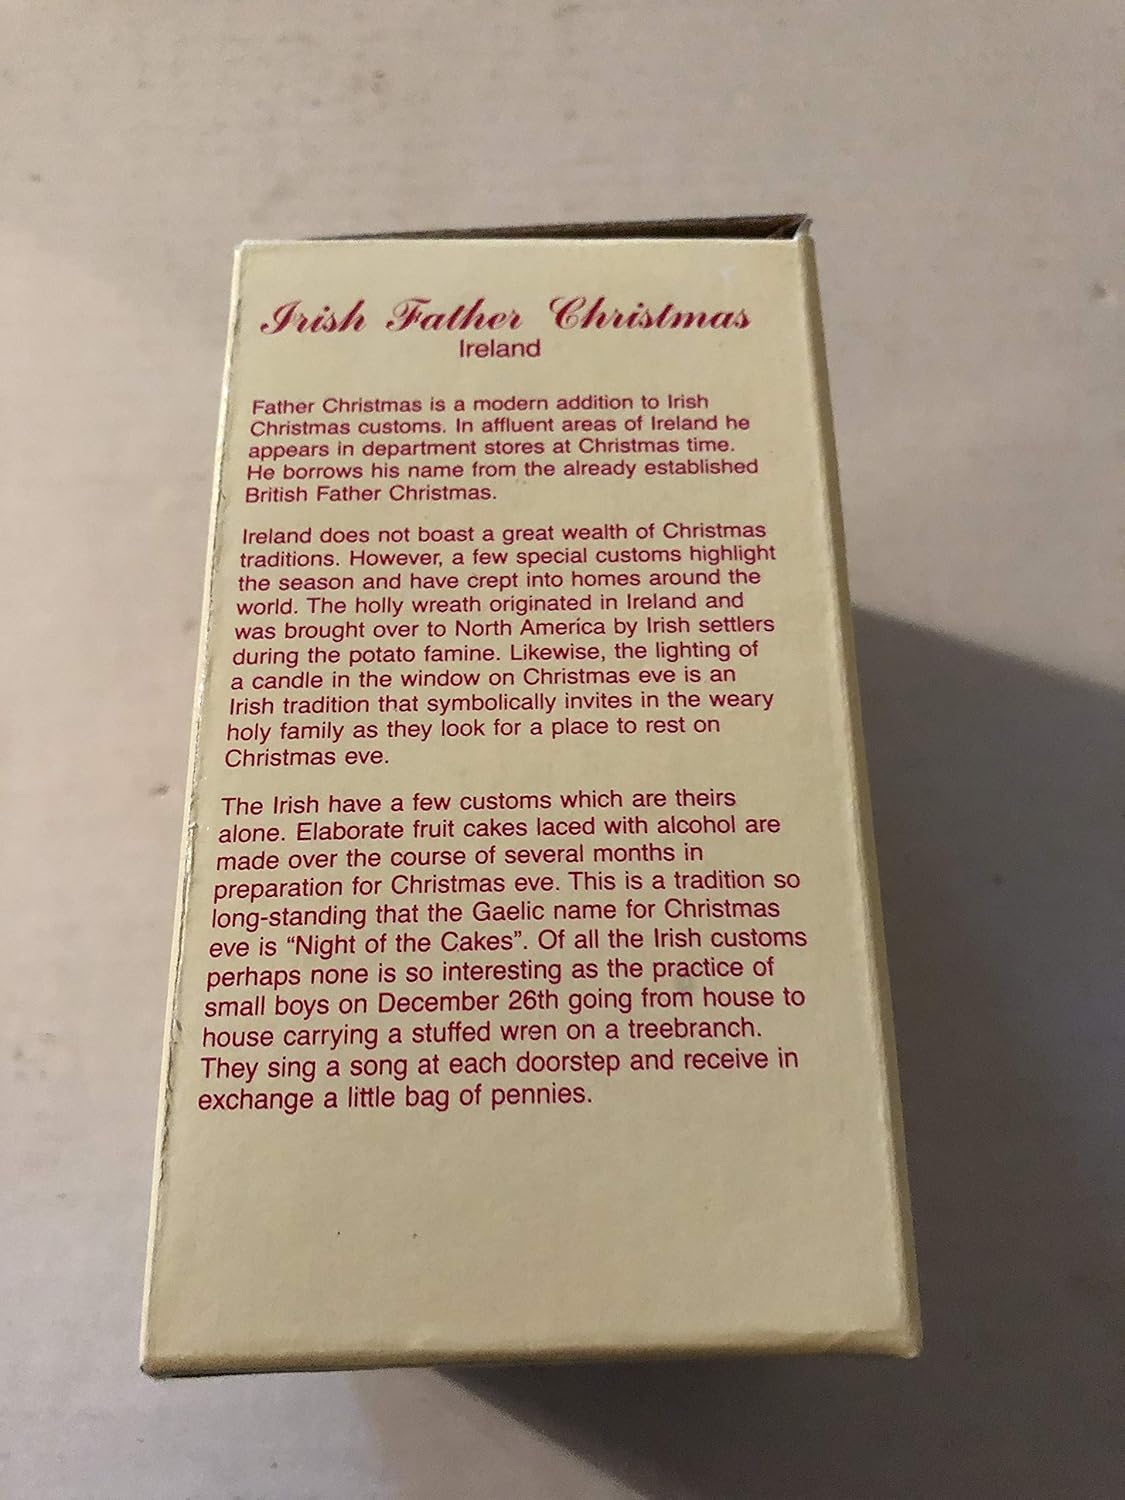 Irish Father Christmas
Ireland
Father Christmas is a modern addition to Irish
Christmas customs. In affluent areas of Ireland he
appears in department stores at Christmas time.
He borrows his name from the already established
British Father Christmas.
Ireland does not boast a great wealth of Christmas
traditions. However, a few special customs highlight
the season and have crept into homes around the
world. The holly wreath originated in Ireland and
was brought over to North America by Irish settlers
during the potato famine. Likewise, the lighting of
a candle in the window on Christmas eve is an
Irish tradition that symbolically invites in the weary
holy family as they look for a place to rest on
Christmas eve.
The Irish have a few customs which are theirs
alone. Elaborate fruit cakes laced with alcohol are
made over the course of several months in
preparation for Christmas eve. This is a tradition so
long-standing that the Gaelic name for Christmas
eve is “Night of the Cakes”. Of all the Irish customs
perhaps none is so interesting as the practice of
small boys on December 26th going from house to
house carrying a stuffed wren on a treebranch.
They sing a song at each doorstep and receive in
exchange a little bag of pennies.